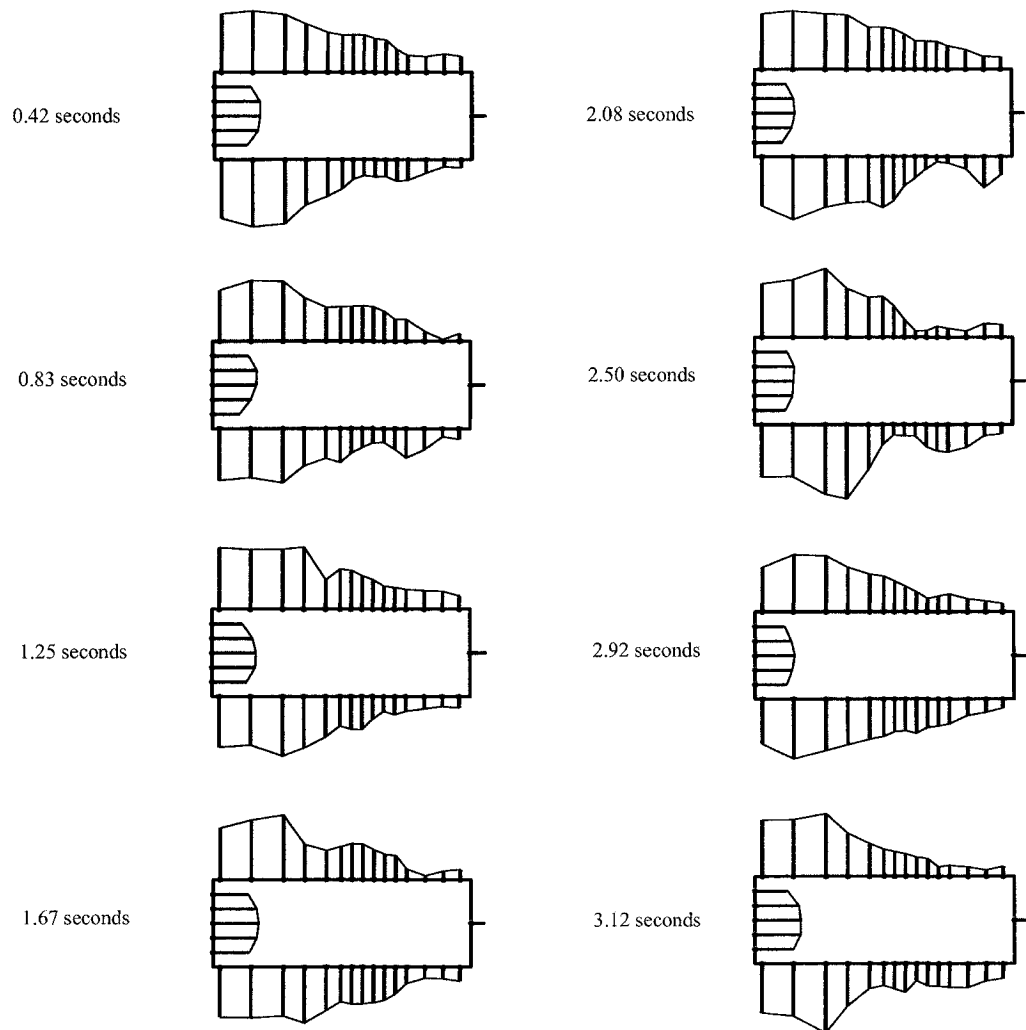 0.42 seconds
0.83 seconds
1.25 seconds
1.67 seconds
2.08 seconds
2.50 seconds
2.92 seconds
3.12 seconds